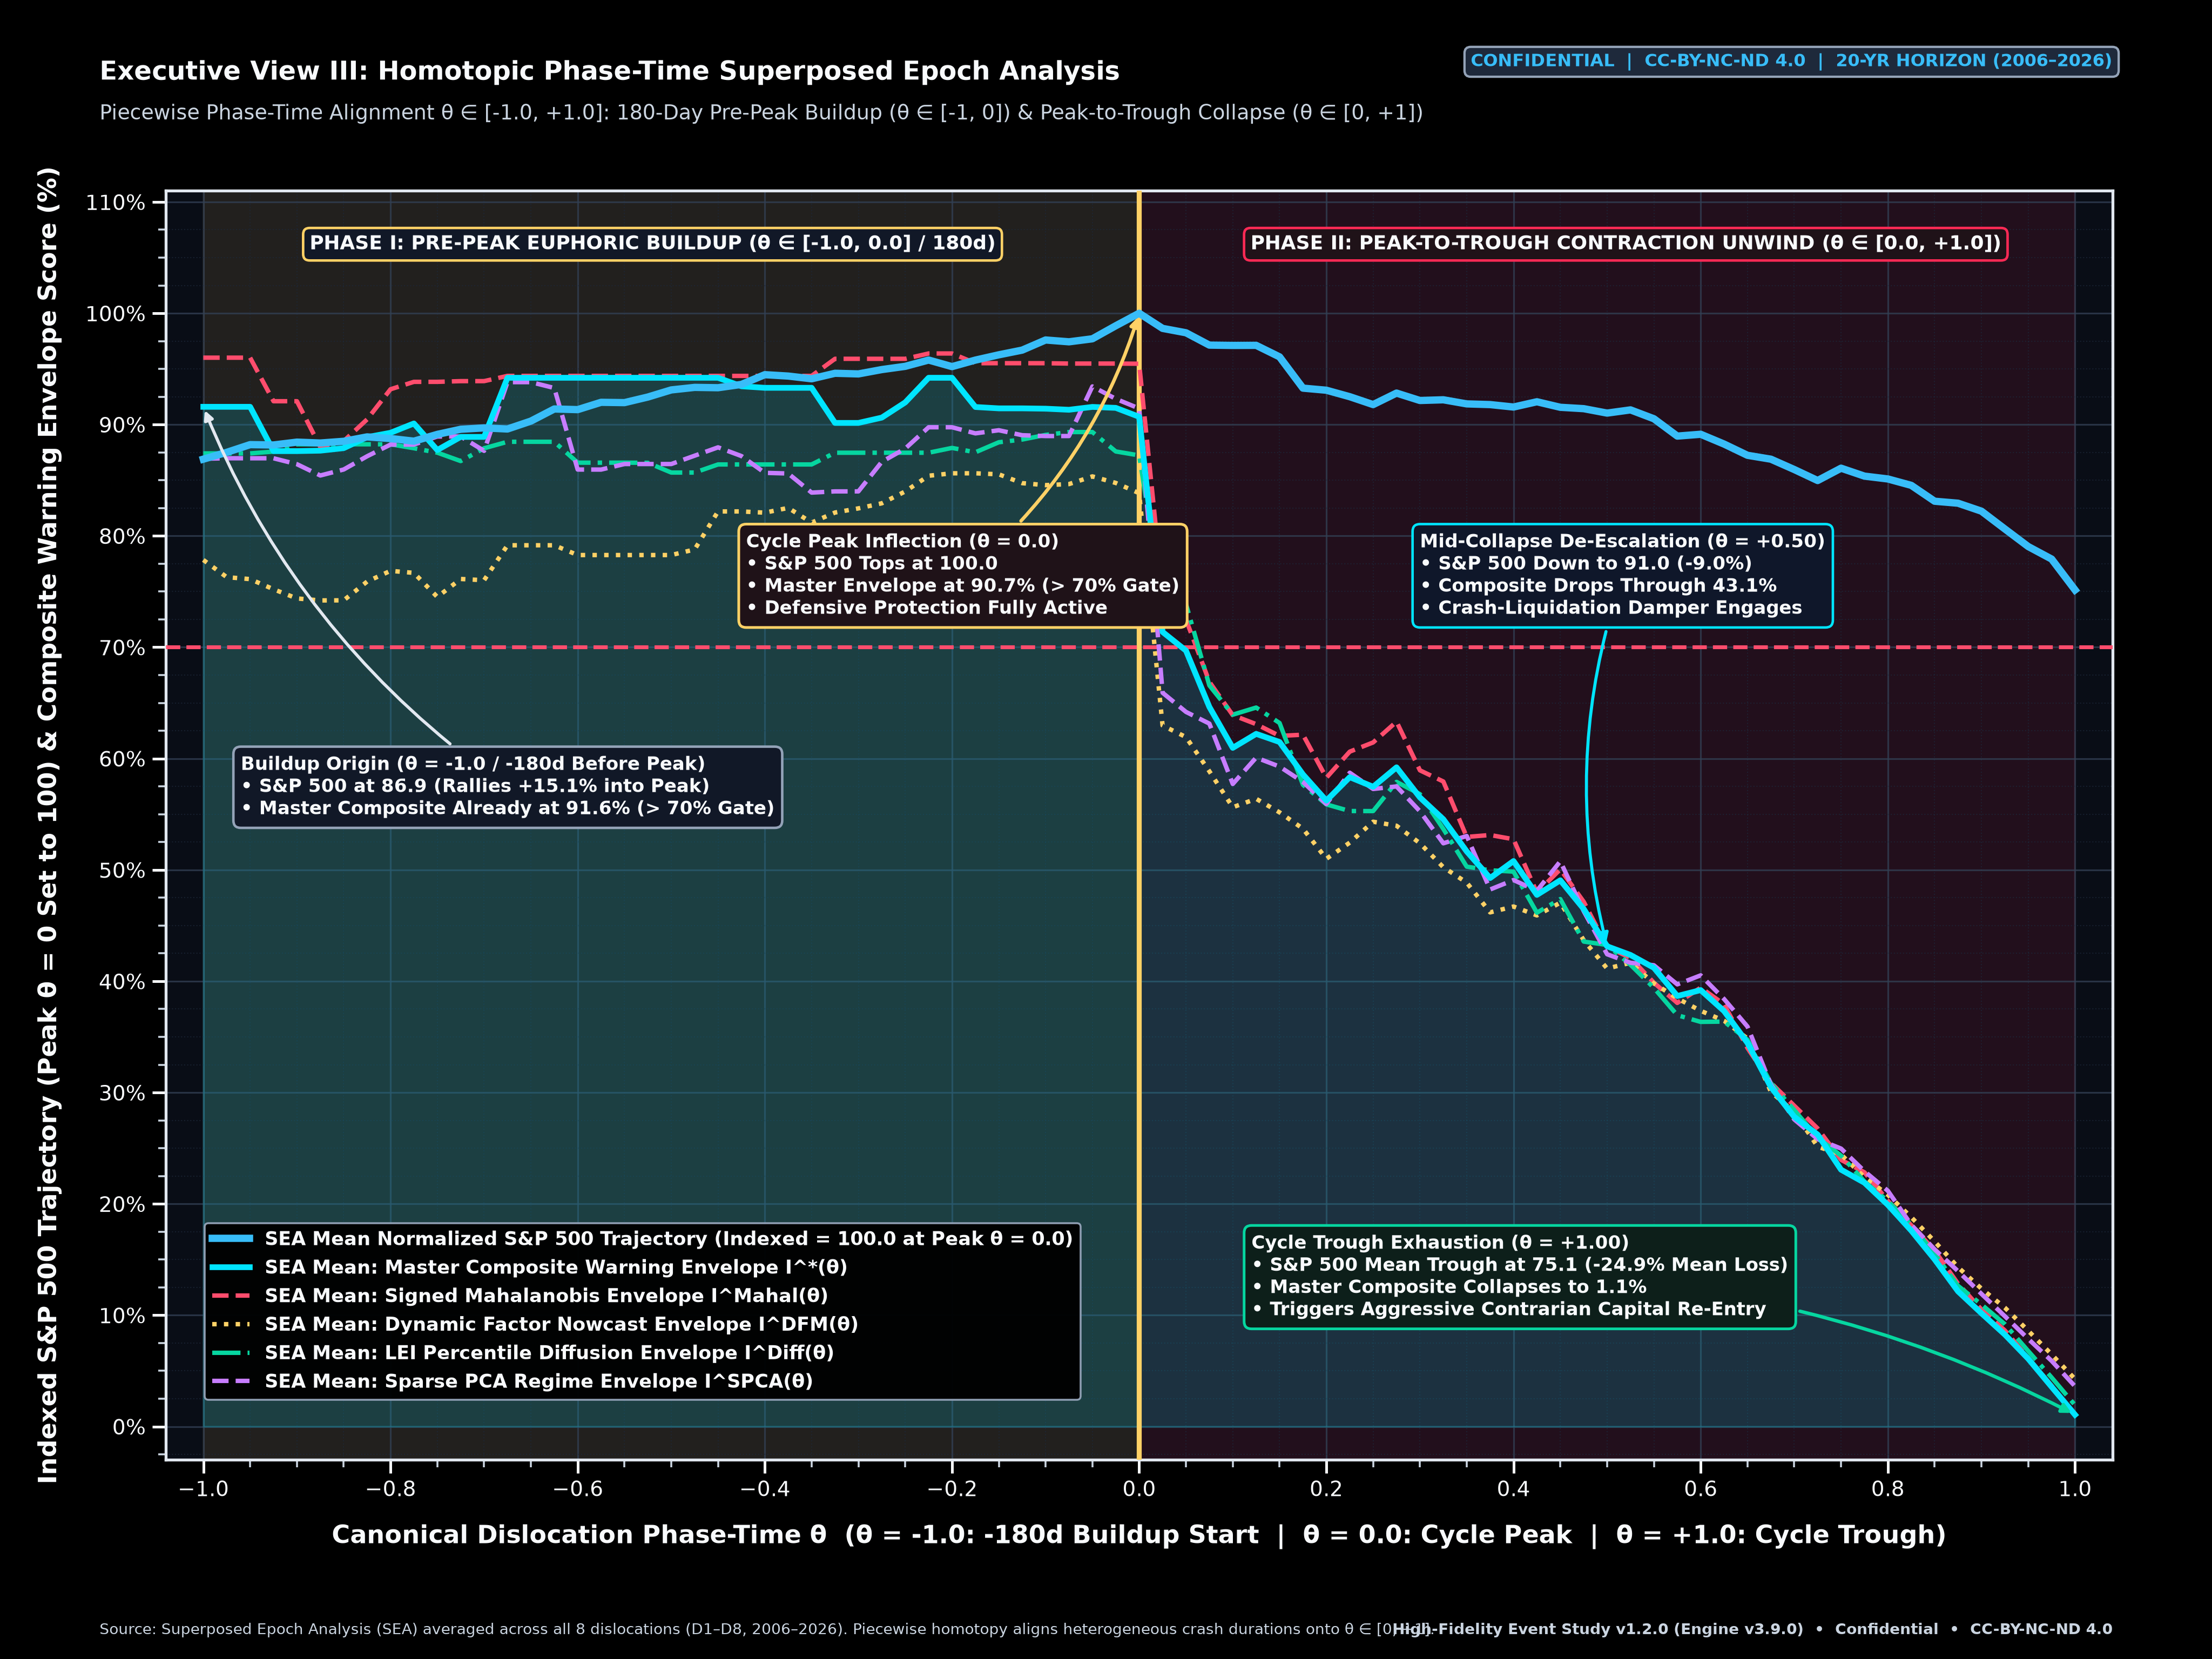 Executive View III: Homotopic Phase-Time Superposed Epoch Analysis
CONFIDENTIAL | CC-BY-NC-ND 4.0 | 20-YR HORIZON (2006–2026)
Piecewise Phase-Time Alignment θ ∈ [-1.0, +1.0]: 180-Day Pre-Peak Buildup (θ ∈ [-1, 0]) & Peak-to-Trough Collapse (θ ∈ [0, +1])
Indexed S&P 500 Trajectory (Peak θ = 0 Set to 100) & Composite Warning Envelope Score (%)
110%
100%
90%
80%
70%
60%
50%
40%
30%
20%
10%
0%
PHASE I: PRE-PEAK EUPHORIC BUILDUP (θ ∈ [-1.0, 0.0] / 180d)
PHASE II: PEAK-TO-TROUGH CONTRACTION UNWIND (θ ∈ [0.0, +1.0])
Cycle Peak Inflection (θ = 0.0)
• S&P 500 Tops at 100.0
• Master Envelope at 90.7% (> 70% Gate)
• Defensive Protection Fully Active
Mid-Collapse De-Escalation (θ = +0.50)
• S&P 500 Down to 91.0 (-9.0%)
• Composite Drops Through 43.1%
• Crash-Liquidation Damper Engages
Buildup Origin (θ = -1.0 / -180d Before Peak)
• S&P 500 at 86.9 (Rallies +15.1% into Peak)
• Master Composite Already at 91.6% (> 70% Gate)
SEA Mean Normalized S&P 500 Trajectory (Indexed = 100.0 at Peak θ = 0.0)
SEA Mean: Master Composite Warning Envelope I^*(θ)
SEA Mean: Signed Mahalanobis Envelope I^Mahal(θ)
SEA Mean: Dynamic Factor Nowcast Envelope I^DFM(θ)
SEA Mean: LEI Percentile Diffusion Envelope I^Diff(θ)
SEA Mean: Sparse PCA Regime Envelope I^SPCA(θ)
Cycle Trough Exhaustion (θ = +1.00)
• S&P 500 Mean Trough at 75.1 (-24.9% Mean Loss)
• Master Composite Collapses to 1.1%
• Triggers Aggressive Contrarian Capital Re-Entry
−1.0 −0.8 −0.6 −0.4 −0.2 0.0 0.2 0.4 0.6 0.8 1.0
Canonical Dislocation Phase-Time θ (θ = -1.0: -180d Buildup Start | θ = 0.0: Cycle Peak | θ = +1.0: Cycle Trough)
Source: Superposed Epoch Analysis (SEA) averaged across all 8 dislocations (D1–D8, 2006–2026). Piecewise homotopy aligns heterogeneous crash durations onto θ ∈ [0,
High-Fidelity Event Study v1.2.0 (Engine v3.9.0) • Confidential • CC-BY-NC-ND 4.0